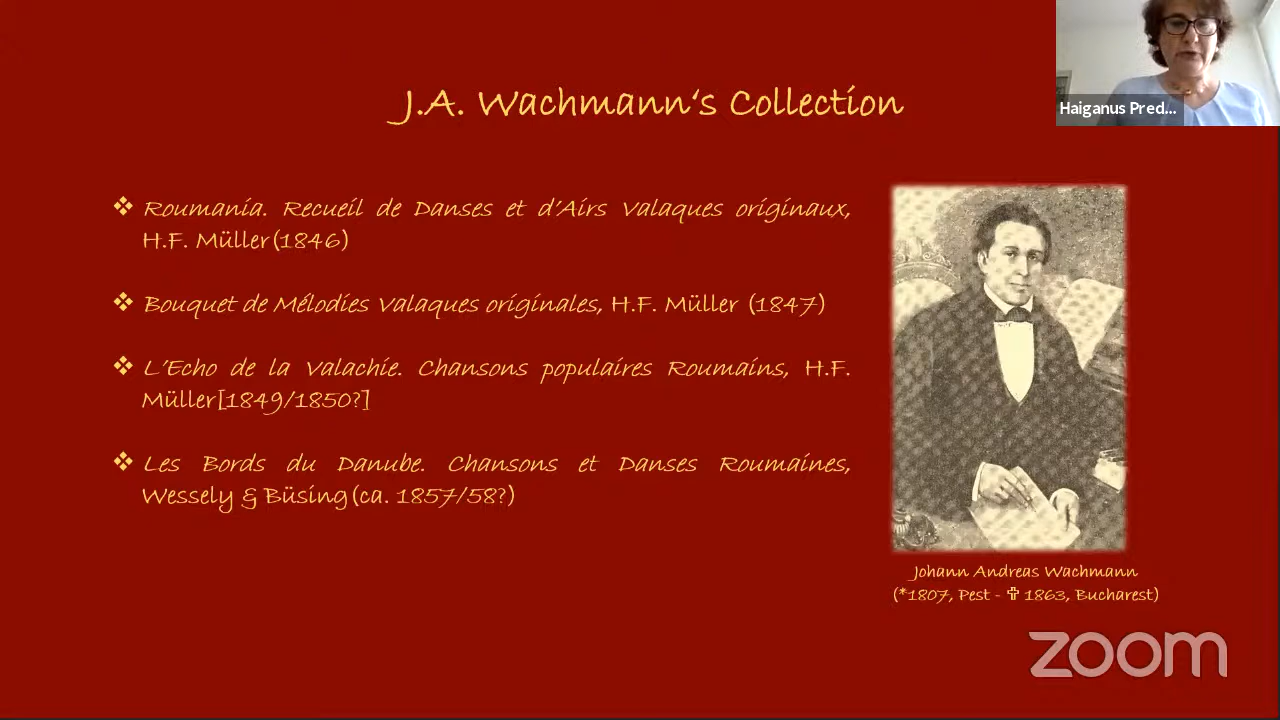 J.A. Wachmann‘s Collection
Haiganus Pred...
❖ Roumania. Recueil de Danses et d’Airs Valaques originaux,
H.F. Müller(1846)
❖ Bouquet de Mélodies Valaques originales, H.F. Müller (1847)
❖ L’Echo de la Valachie. Chansons populaires Roumains, H.F.
Müller[1849/1850?]
❖ Les Bords du Danube. Chansons et Danses Roumaines,
Wessely & Büsing(ca. 1857/58?)
Johann Andreas Wachmann
(*1807, Pest - ✞ 1863, Bucharest)
zoom